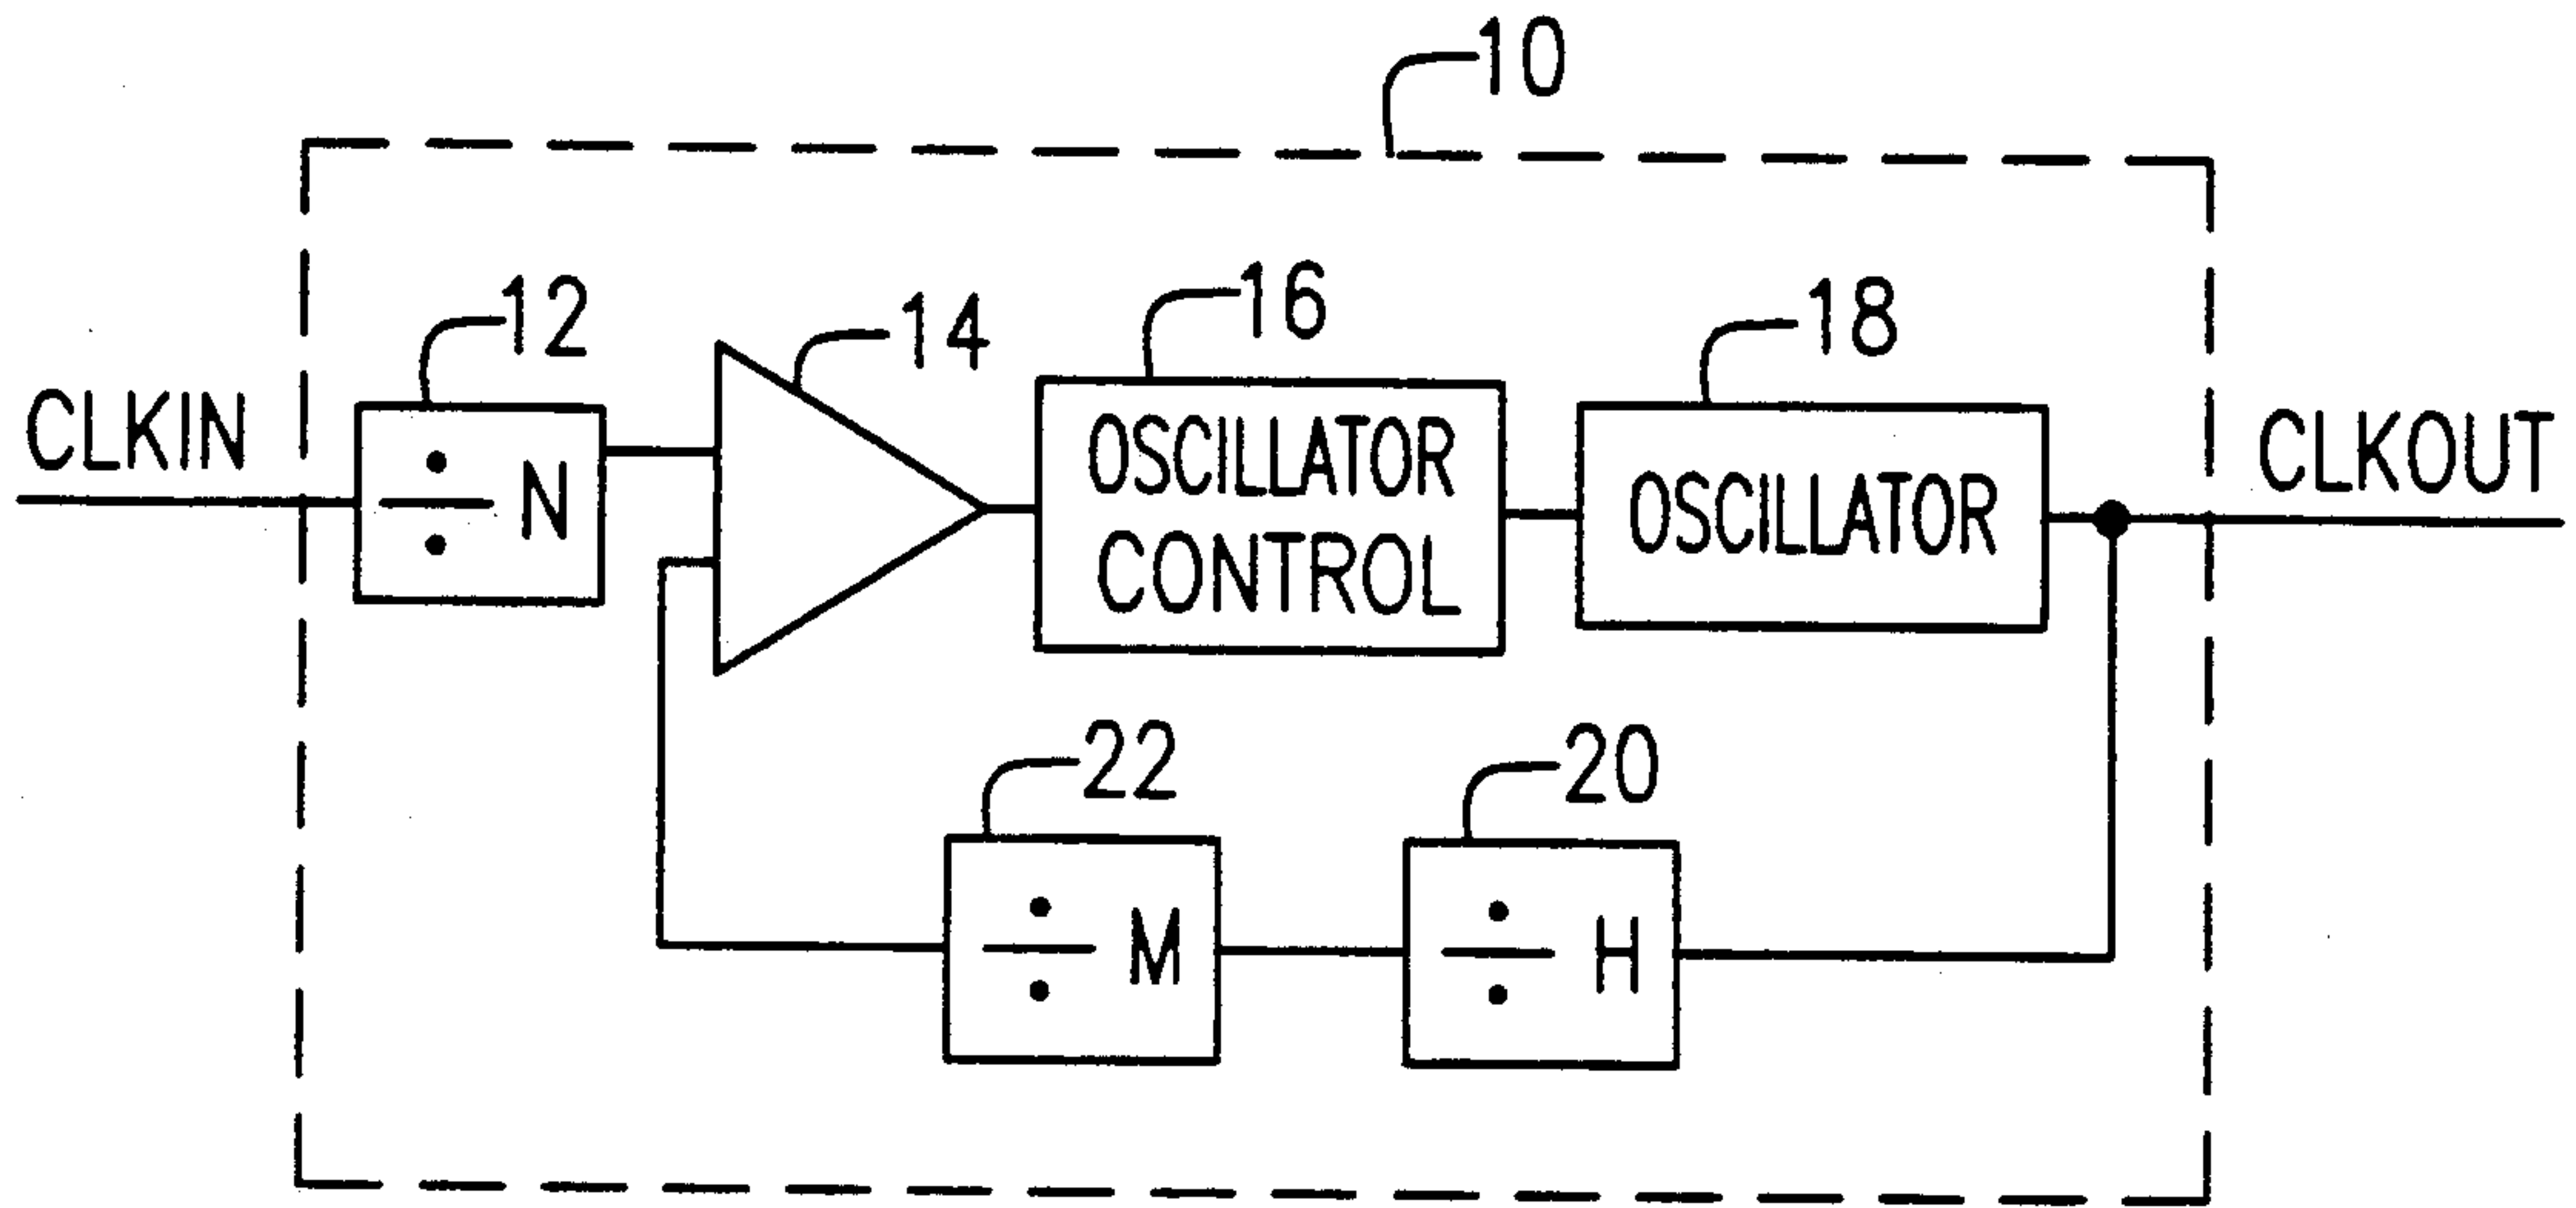 10
12
14
16
18
CLKIN
÷ N
OSCILLATOR
CONTROL
OSCILLATOR
CLKOUT
22
20
÷ M
÷ H